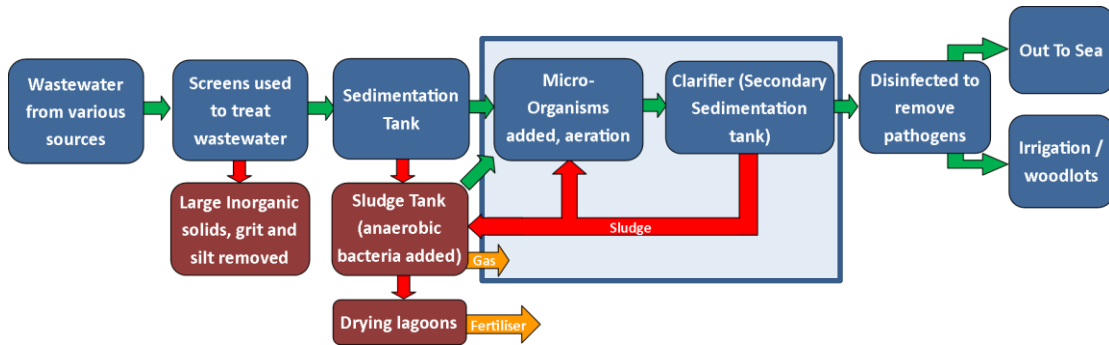 Wastewater
from various
sources
Screens used
to treat
wastewater
Sedimentation
Tank
Micro-
Organisms
added, aeration
Clarifier (Secondary
Sedimentation
tank)
Disinfected to
remove
pathogens
Out To Sea
Irrigation /
woodlots
Large Inorganic
solids, grit and
silt removed
Sludge Tank
(anaerobic
bacteria added)
Sludge
Gas
Drying lagoons
Fertiliser